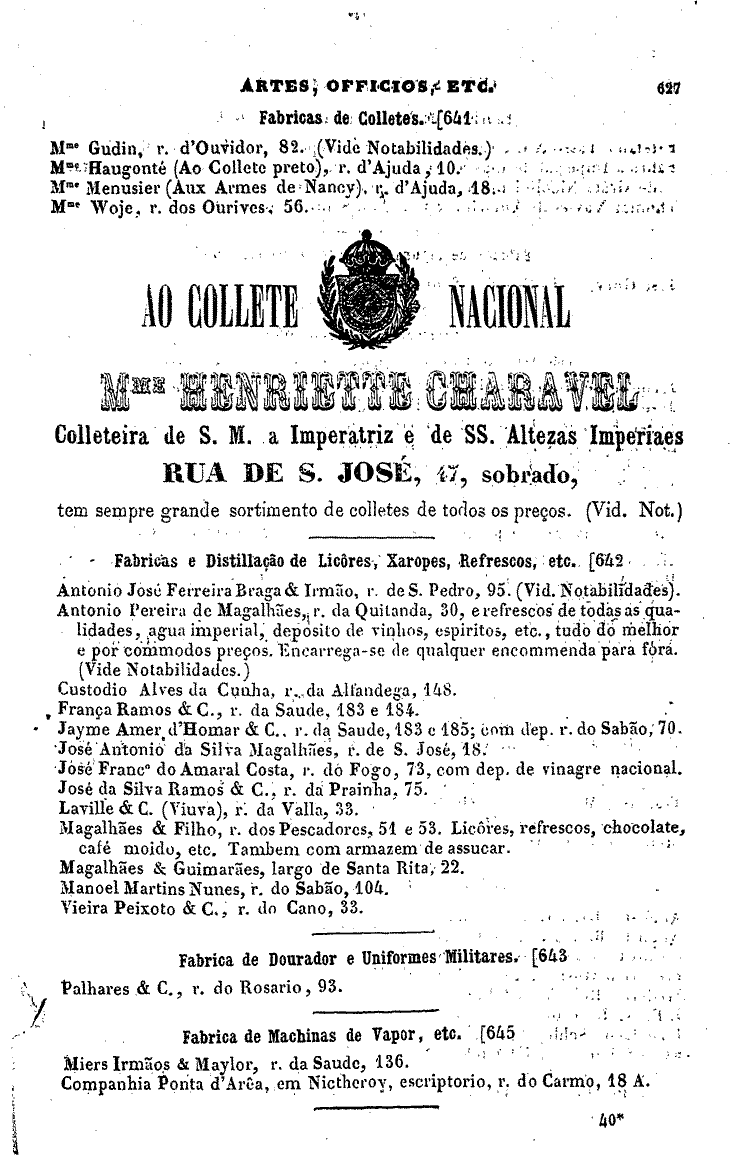 ARTES, OFFICIOS, ETC. 627
Fabricas de Colletes. [641
Mme Gudin, r. d'Ouvidor, 82. (Vide Notabilidades.)
Mme Haugonté (Ao Collete preto), r. d'Ajuda, 10.
Mme Menusier (Aux Armes de Nancy), r. d'Ajuda, 18.
Mme Woje, r. dos Ourives, 56.
AO COLLETE NACIONAL
MME HENRIETTE CHARAVEL
Colleteira de S. M. a Imperatriz e de SS. Altezas Imperiaes
RUA DE S. JOSÉ, 47, sobrado,
tem sempre grande sortimento de colletes de todos os preços. (Vid. Not.)
Fabricas e Distillação de Licôres, Xaropes, Refrescos, etc. [642
Antonio José Ferreira Braga & Irmão, r. de S. Pedro, 95. (Vid. Notabilidades).
Antonio Pereira de Magalhães, r. da Quitanda, 30, e refrescos de todas as qua-
lidades, agua imperial, deposito de vinhos, espiritos, etc., tudo do melhor
e por commodos preços. Encarrega-se de qualquer encommenda para fóra.
(Vide Notabilidades.)
Custodio Alves da Cunha, r. da Alfandega, 148.
França Ramos & C., r. da Saude, 183 e 184.
Jayme Amer d'Homar & C., r. da Saude, 183 e 185; com dep. r. do Sabão, 70.
José Antonio da Silva Magalhães, r. de S. José, 18.
José Franco do Amaral Costa, r. do Fogo, 73, com dep. de vinagre nacional.
José da Silva Ramos & C., r. da Prainha, 75.
Laville & C. (Viuva), r. da Valla, 33.
Magalhães & Filho, r. dos Pescadores, 51 e 53. Licôres, refrescos, chocolate,
café moido, etc. Tambem com armazem de assucar.
Magalhães & Guimarães, largo de Santa Rita, 22.
Manoel Martins Nunes, r. do Sabão, 104.
Vieira Peixoto & C., r. do Cano, 33.
Fabrica de Dourador e Uniformes Militares. [643
Palhares & C., r. do Rosario, 93.
Fabrica de Machinas de Vapor, etc. [645
Miers Irmãos & Maylor, r. da Saude, 136.
Companhia Ponta d'Arêa, em Nictheroy, escriptorio, r. do Carmo, 18 A.
40*